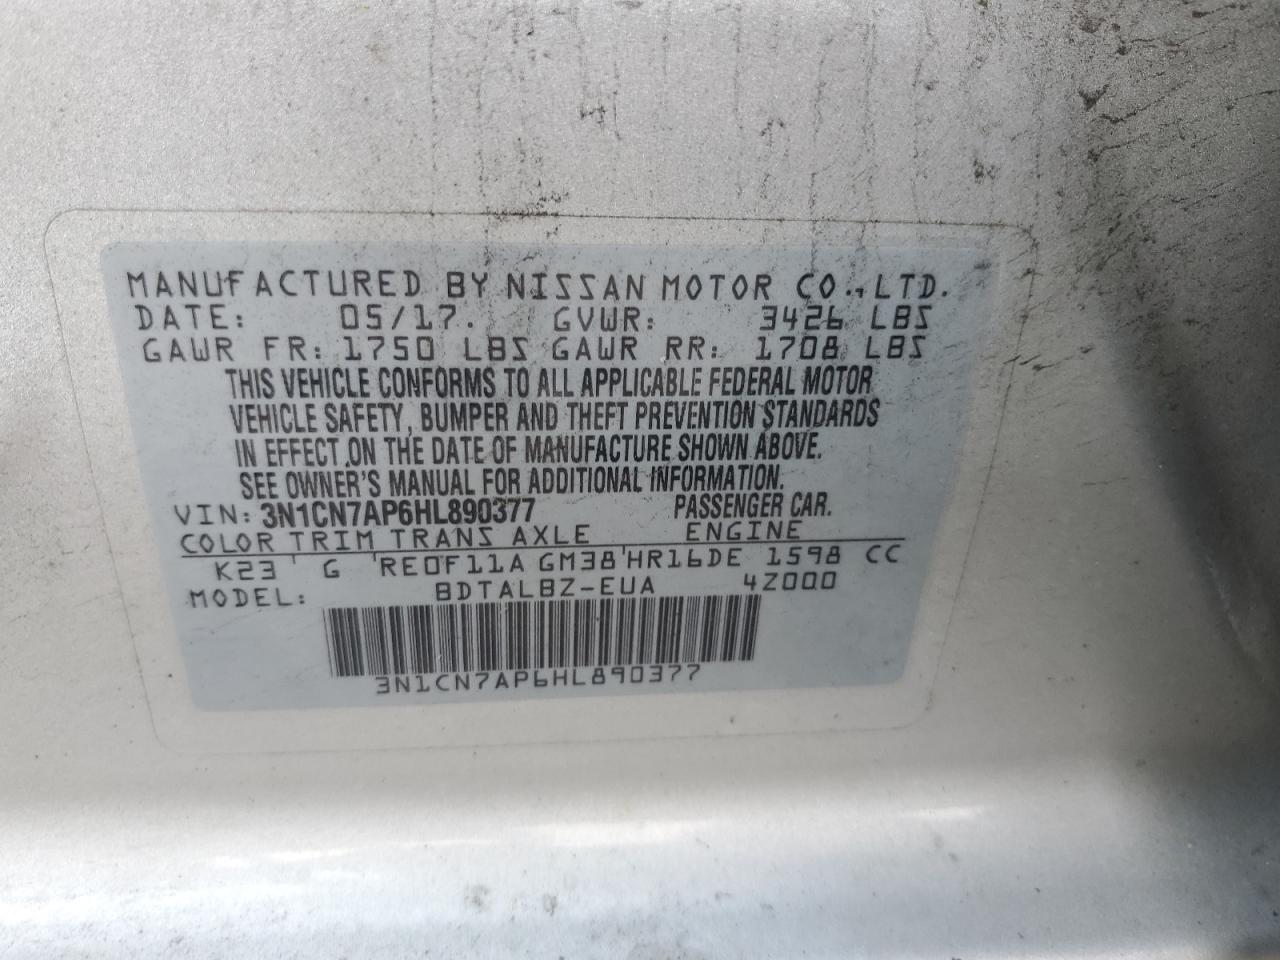 MANUFACTURED BY NISSAN MOTOR CO., LTD.
DATE: 05/17. GVWR: 3426 LBS
GAWR FR: 1750 LBS GAWR RR: 1708 LBS
THIS VEHICLE CONFORMS TO ALL APPLICABLE FEDERAL MOTOR
VEHICLE SAFETY, BUMPER AND THEFT PREVENTION STANDARDS
IN EFFECT ON THE DATE OF MANUFACTURE SHOWN ABOVE.
SEE OWNER'S MANUAL FOR ADDITIONAL INFORMATION.
VIN: 3N1CN7AP6HL890377 PASSENGER CAR.
COLOR TRIM TRANS AXLE ENGINE
K23 G RE0F11A GM38 HR16DE 1598 CC
MODEL: BDTALBZ-EUA 4Z000
3N1CN7AP6HL890377